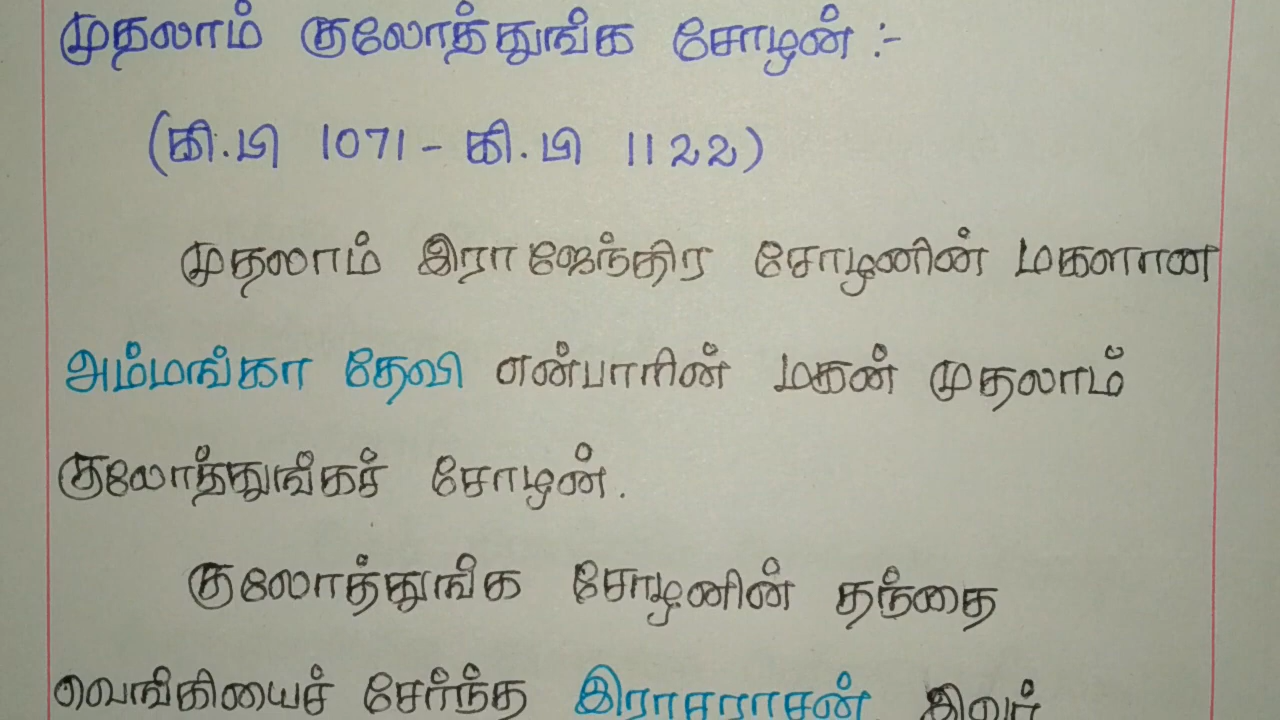 முதலாம் குலோத்துங்க சோழன் :-
(கி.பி 1071 - கி.பி 1122)
முதலாம் இராஜேந்திர சோழனின் மகளான
அம்மங்கா தேவி என்பாரின் மகன் முதலாம்
குலோத்துங்கச் சோழன்.
குலோத்துங்க சோழனின் தந்தை
வெங்கியைச் சேர்ந்த இராசராசன். இவர்